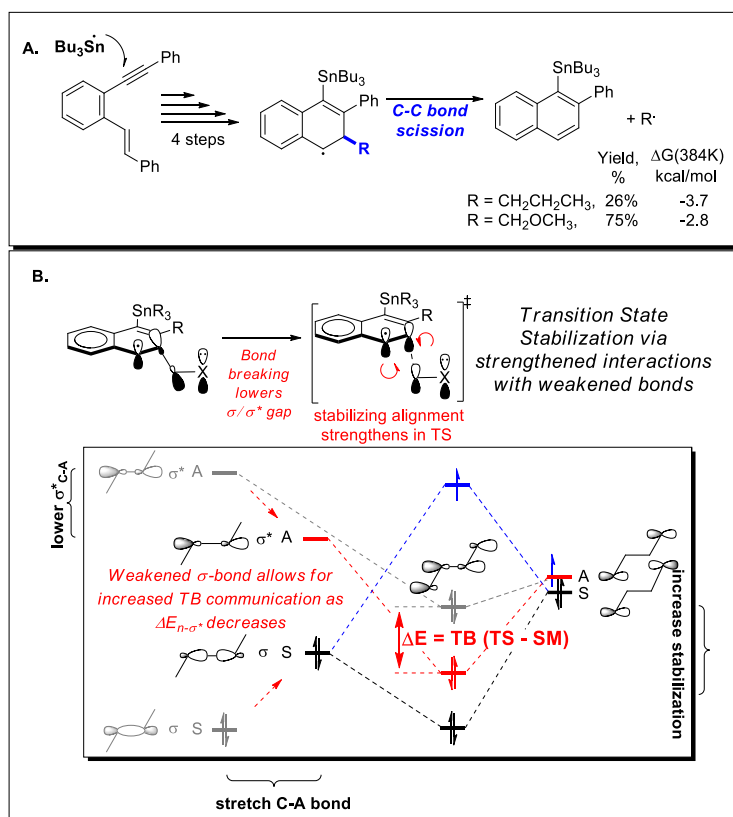 A.
Bu3Sn•
Ph
Ph
4 steps
SnBu3
Ph
R
C-C bond
scission
SnBu3
Ph
+ R·
Yield, ΔG(384K)
% kcal/mol
R = CH2CH2CH3, 26% -3.7
R = CH2OCH3, 75% -2.8
B.
SnR3
R
X
Bond
breaking
lowers
σ/σ* gap
SnR3
R
X
‡
stabilizing alignment
strengthens in TS
Transition State
Stabilization via
strengthened interactions
with weakened bonds
lower σ*C-A
σ* A
σ* A
Weakened σ-bond allows for
increased TB communication as
ΔEn-σ* decreases
σ S
σ S
ΔE = TB (TS - SM)
A
S
increase stabilization
stretch C-A bond